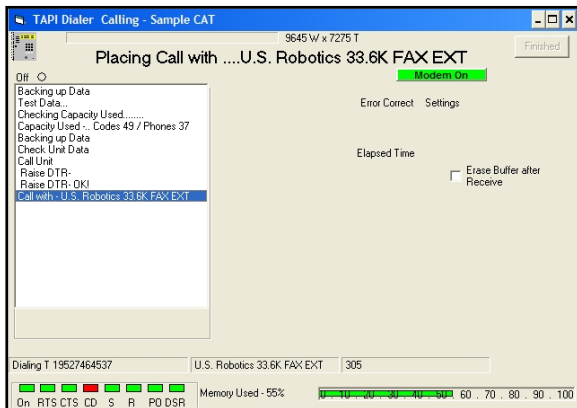 TAPI Dialer Calling - Sample CAT
9645 W x 7275 T
Finished
Placing Call with ....U.S. Robotics 33.6K FAX EXT
Modem On
Off
Backing up Data
Test Data...
Checking Capacity Used........
Capacity Used -.. Codes 49 / Phones 37
Backing up Data
Check Unit Data
Call Unit
Raise DTR-
Raise DTR- OK!
Call with - U.S. Robotics 33.6K FAX EXT
Error Correct Settings
Elapsed Time
Erase Buffer after
Receive
Dialing T 19527464537 U.S. Robotics 33.6K FAX EXT 305
On RTS CTS CD S R PO DSR
Memory Used - 55%
0 . 10 . 20 . 30 . 40 . 50 . 60 . 70 . 80 . 90 . 100